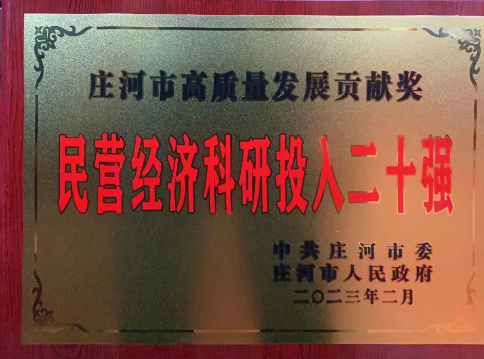 庄河市高质量发展贡献奖
民营经济科研投入二十强
中共庄河市委
庄河市人民政府
二〇二三年二月